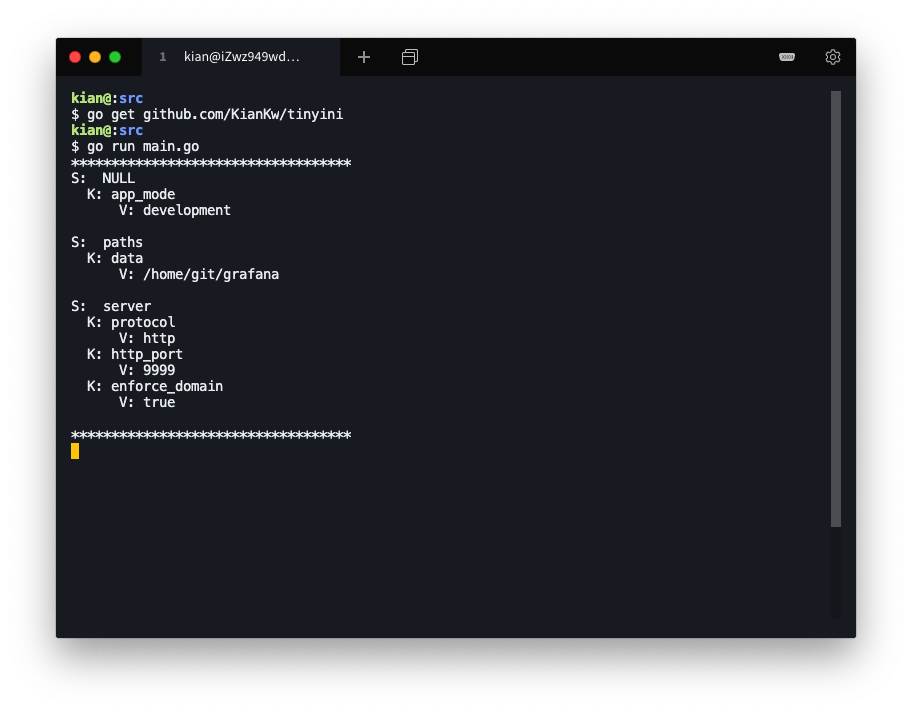 1 kian@iZwz949wd...
kian@:src
$ go get github.com/KianKw/tinyini
kian@:src
$ go run main.go
***********************************
S:  NULL
  K: app_mode
      V: development

S:  paths
  K: data
      V: /home/git/grafana

S:  server
  K: protocol
      V: http
  K: http_port
      V: 9999
  K: enforce_domain
      V: true

***********************************